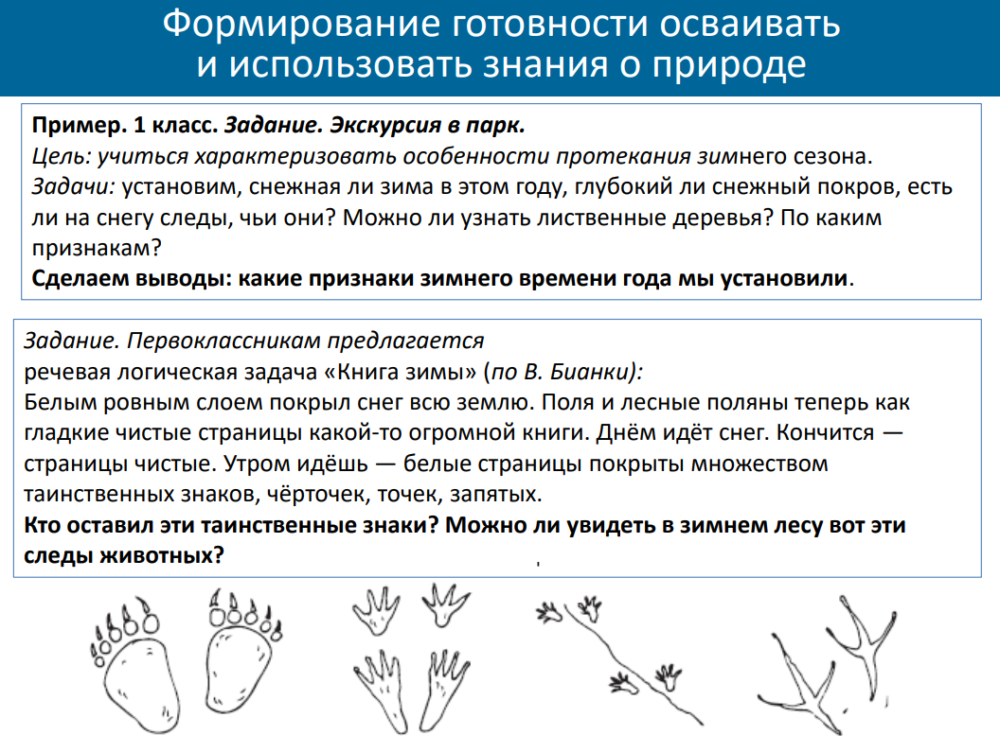 Формирование готовности осваивать
и использовать знания о природе
Пример. 1 класс. Задание. Экскурсия в парк.
Цель: учиться характеризовать особенности протекания зимнего сезона.
Задачи: установим, снежная ли зима в этом году, глубокий ли снежный покров, есть
ли на снегу следы, чьи они? Можно ли узнать лиственные деревья? По каким
признакам?
Сделаем выводы: какие признаки зимнего времени года мы установили.
Задание. Первоклассникам предлагается
речевая логическая задача «Книга зимы» (по В. Бианки):
Белым ровным слоем покрыл снег всю землю. Поля и лесные поляны теперь как
гладкие чистые страницы какой-то огромной книги. Днём идёт снег. Кончится —
страницы чистые. Утром идёшь — белые страницы покрыты множеством
таинственных знаков, чёрточек, точек, запятых.
Кто оставил эти таинственные знаки? Можно ли увидеть в зимнем лесу вот эти
следы животных?